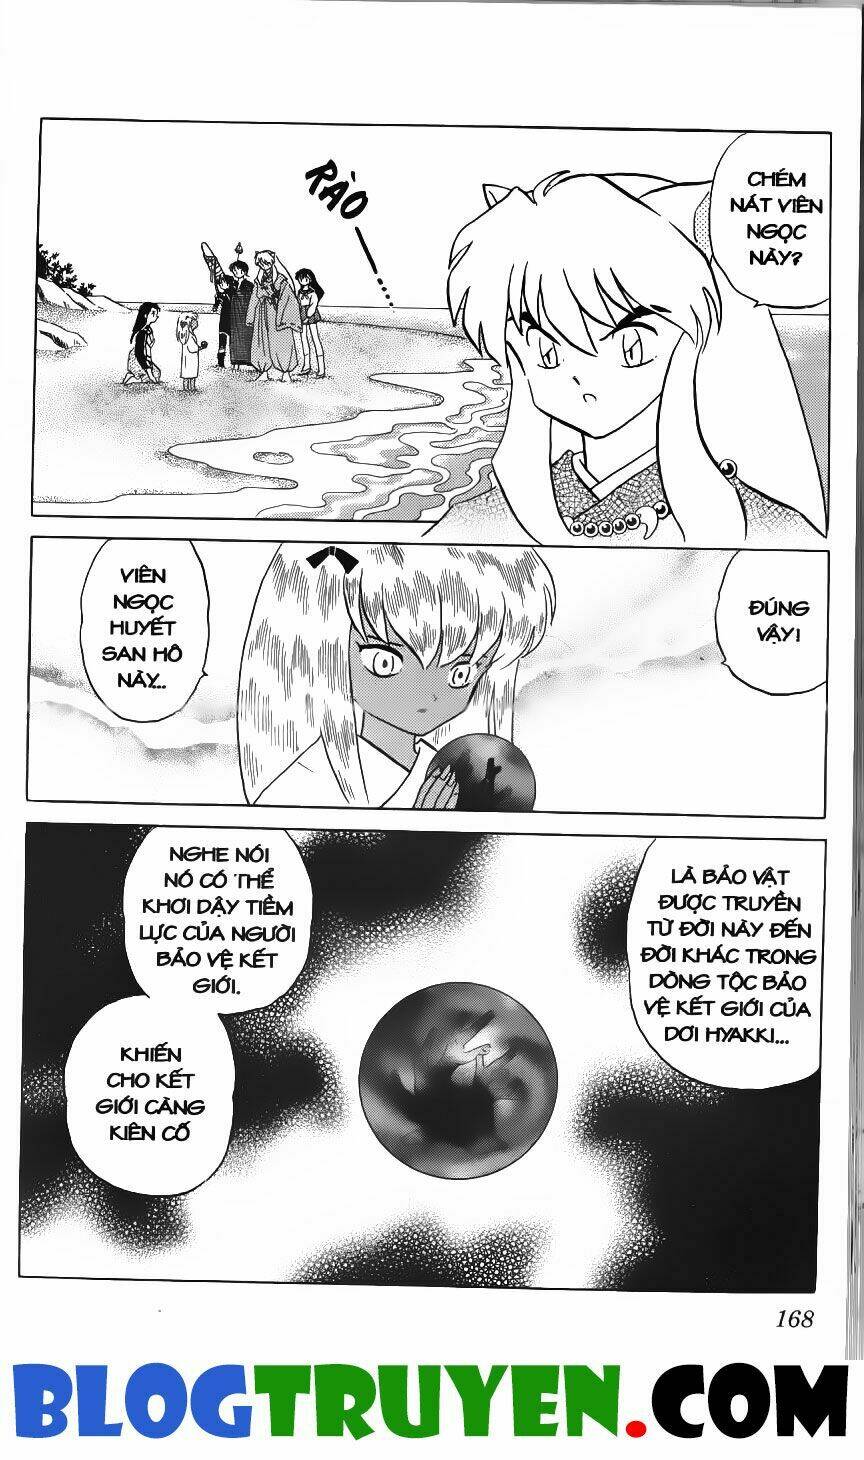 CHÉM
NÁT VIÊN
NGỌC
NÀY?
RÀO
ĐÚNG
VẬY!
VIÊN
NGỌC
HUYẾT
SAN HÔ
NÀY...
LÀ BẢO VẬT
ĐƯỢC TRUYỀN
TỪ ĐỜI NÀY ĐẾN
ĐỜI KHÁC TRONG
DÒNG TỘC BẢO
VỆ KẾT GIỚI CỦA
DƠI HYAKKI...
NGHE NÓI
NÓ CÓ THỂ
KHƠI DẬY TIỀM
LỰC CỦA NGƯỜI
BẢO VỆ KẾT
GIỚI.
KHIẾN
CHO KẾT
GIỚI CÀNG
KIÊN CỐ
168
BLOGTRUYEN.COM